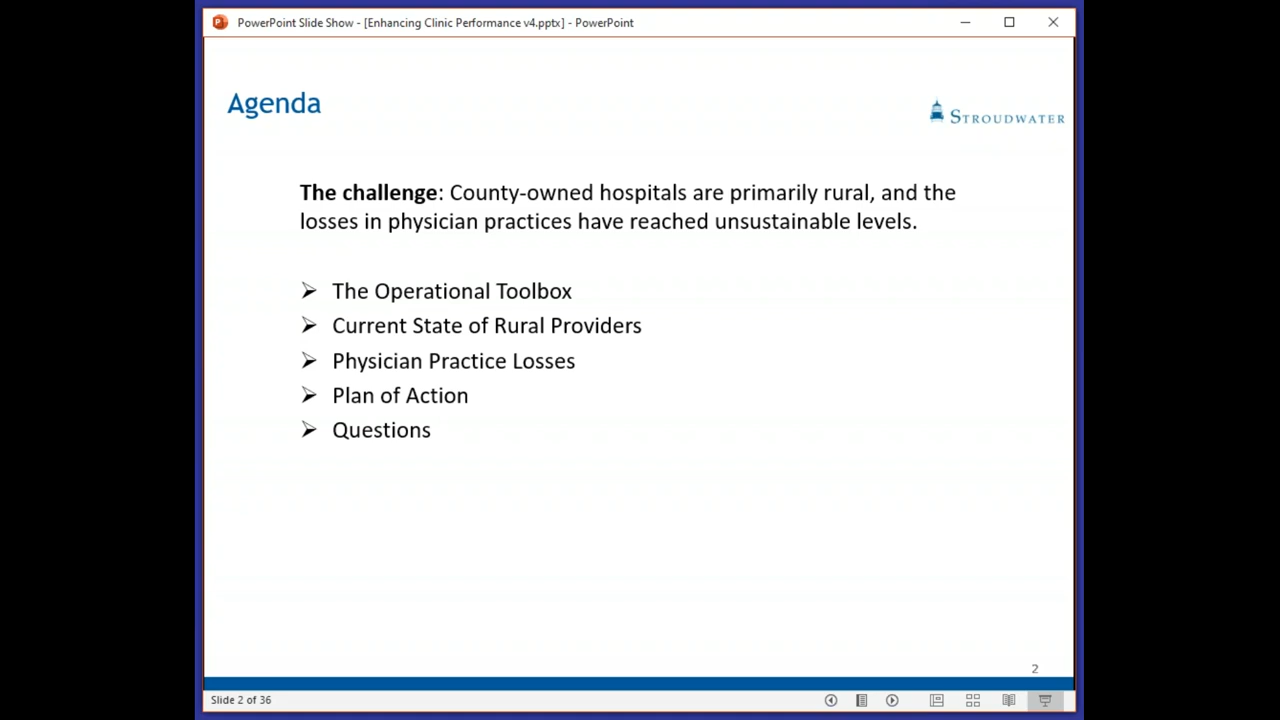 PowerPoint Slide Show - [Enhancing Clinic Performance v4.pptx] - PowerPoint
Agenda
STROUDWATER
The challenge: County-owned hospitals are primarily rural, and the
losses in physician practices have reached unsustainable levels.
The Operational Toolbox
Current State of Rural Providers
Physician Practice Losses
Plan of Action
Questions
2
Slide 2 of 36